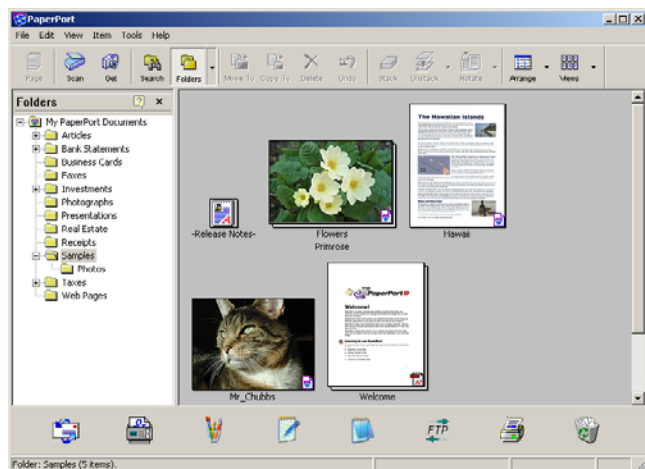 PaperPort
File Edit View Item Tools Help
Page Scan Get Search Folders Move To Copy To Delete Undo Stack Unstack Rotate Arrange Views
Folders
My PaperPort Documents
Articles
Bank Statements
Business Cards
Faxes
Investments
Photographs
Presentations
Real Estate
Receipts
Samples
Photos
Taxes
Web Pages
-Release Notes-
Flowers
Primrose
The Hawaiian Islands
Hawaii
Mr_Chubbs
THE
PaperPort
Welcome!
Welcome
FTP
Folder: Samples (5 items).